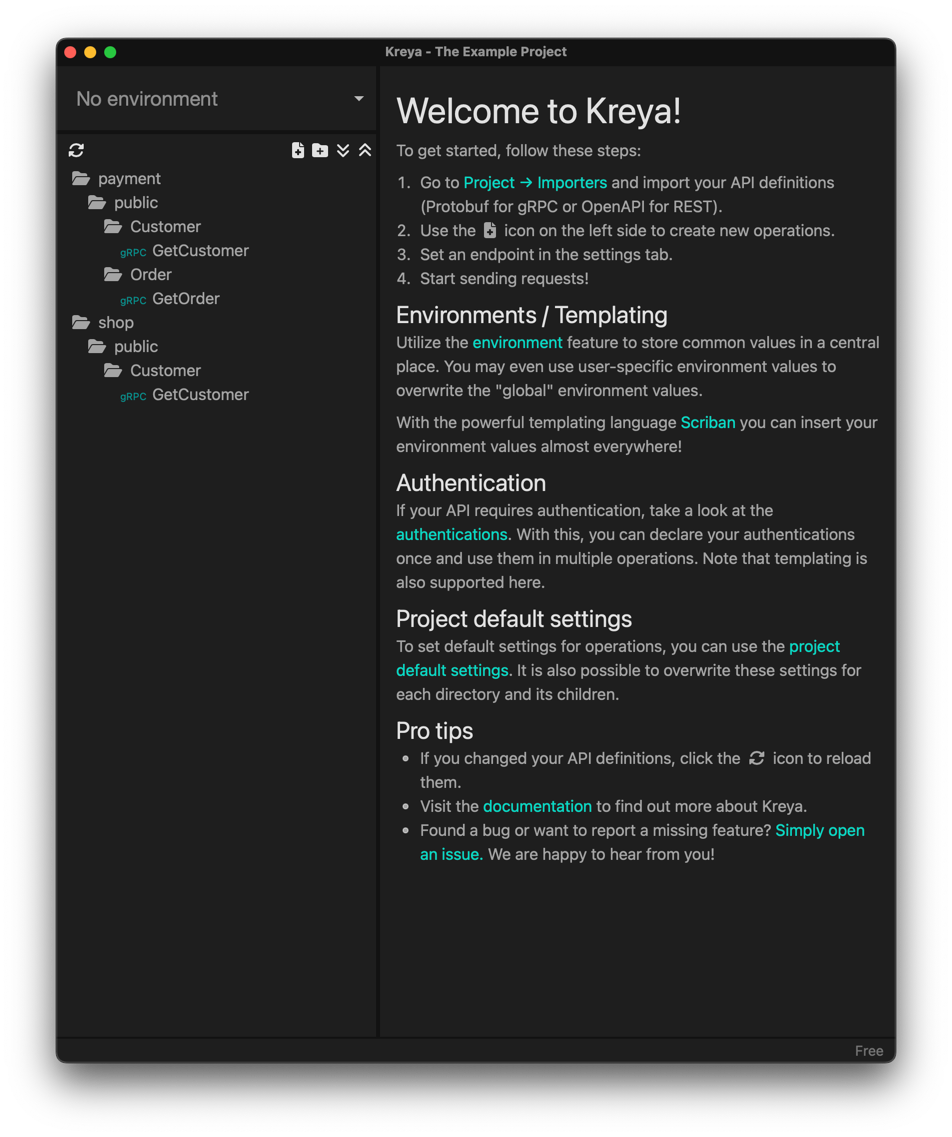 Kreya - The Example Project
No environment
payment
public
Customer
gRPC GetCustomer
Order
gRPC GetOrder
shop
public
Customer
gRPC GetCustomer
Welcome to Kreya!
To get started, follow these steps:
1. Go to Project → Importers and import your API definitions
(Protobuf for gRPC or OpenAPI for REST).
2. Use the icon on the left side to create new operations.
3. Set an endpoint in the settings tab.
4. Start sending requests!
Environments / Templating
Utilize the environment feature to store common values in a central
place. You may even use user-specific environment values to
overwrite the "global" environment values.
With the powerful templating language Scriban you can insert your
environment values almost everywhere!
Authentication
If your API requires authentication, take a look at the
authentications. With this, you can declare your authentications
once and use them in multiple operations. Note that templating is
also supported here.
Project default settings
To set default settings for operations, you can use the project
default settings. It is also possible to overwrite these settings for
each directory and its children.
Pro tips
• If you changed your API definitions, click the icon to reload
them.
• Visit the documentation to find out more about Kreya.
• Found a bug or want to report a missing feature? Simply open
an issue. We are happy to hear from you!
Free